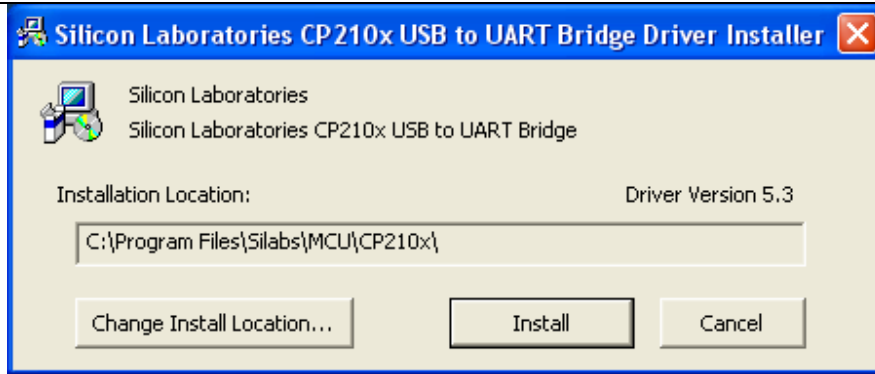 Silicon Laboratories CP210x USB to UART Bridge Driver Installer
Silicon Laboratories
Silicon Laboratories CP210x USB to UART Bridge
Installation Location: Driver Version 5.3
C:\Program Files\Silabs\MCU\CP210x\
Change Install Location... Install Cancel